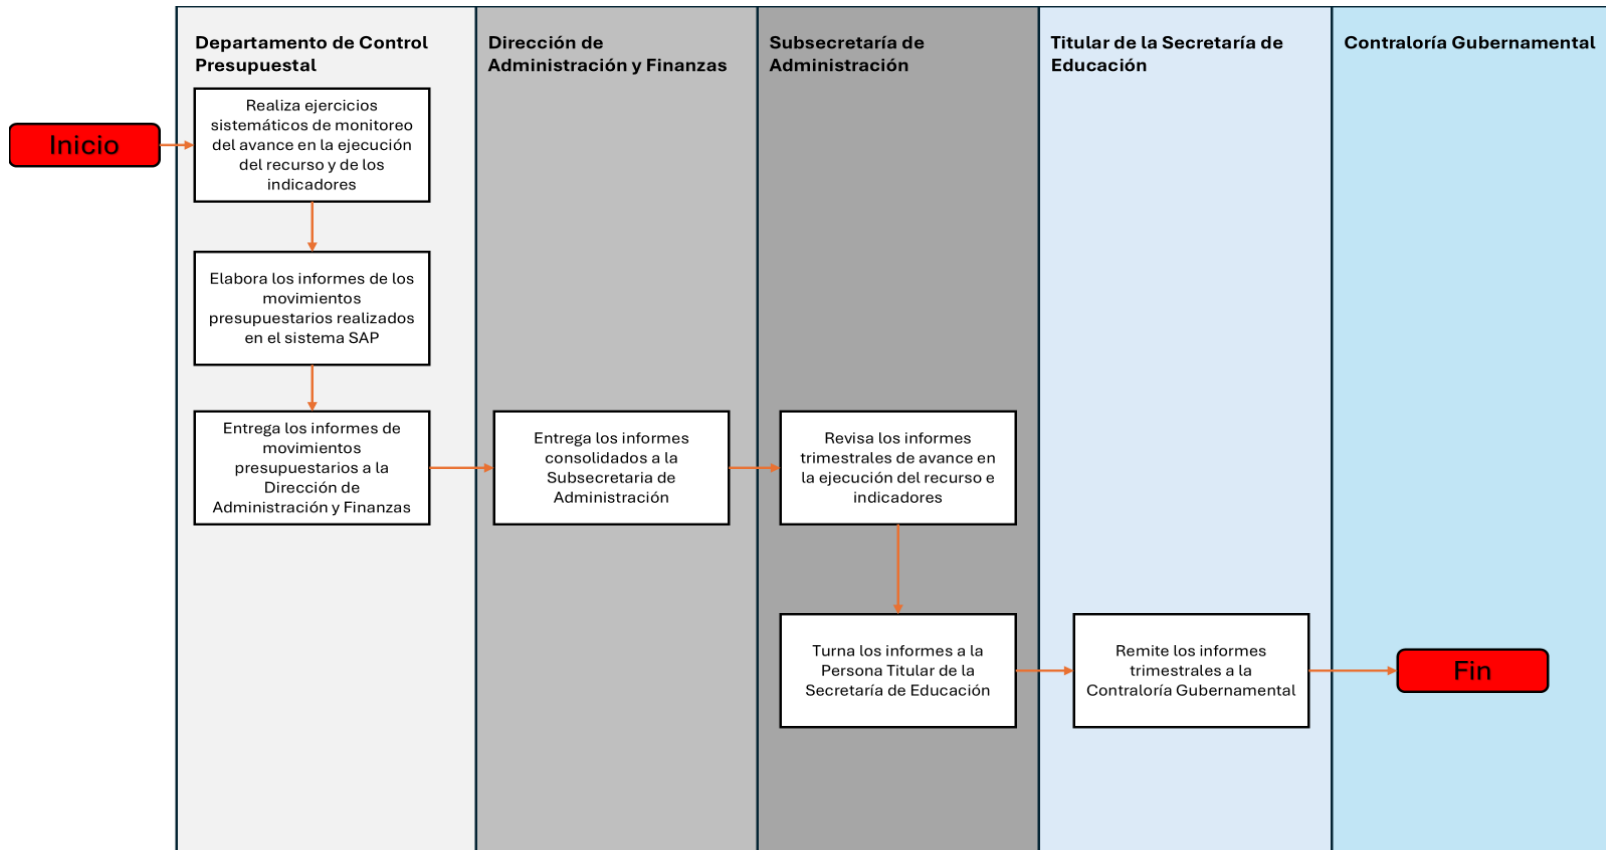 Departamento de Control
Presupuestal
Dirección de
Administración y Finanzas
Subsecretaría de
Administración
Titular de la Secretaría de
Educación
Contraloría Gubernamental
Inicio
Realiza ejercicios
sistemáticos de monitoreo
del avance en la ejecución
del recurso y de los
indicadores
Elabora los informes de los
movimientos
presupuestarios realizados
en el sistema SAP
Entrega los informes de
movimientos
presupuestarios a la
Dirección de
Administración y Finanzas
Entrega los informes
consolidados a la
Subsecretaria de
Administración
Revisa los informes
trimestrales de avance en
la ejecución del recurso e
indicadores
Turna los informes a la
Persona Titular de la
Secretaría de Educación
Remite los informes
trimestrales a la
Contraloría Gubernamental
Fin